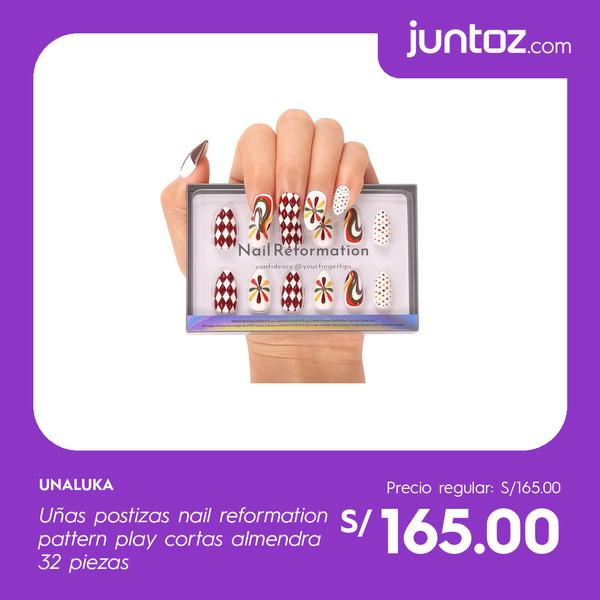 juntoz.com
Nail Reformation
confidence@yourfingertips
UNALUKA
Uñas postizas nail reformation
pattern play cortas almendra
32 piezas
Precio regular: S/165.00
S/165.00